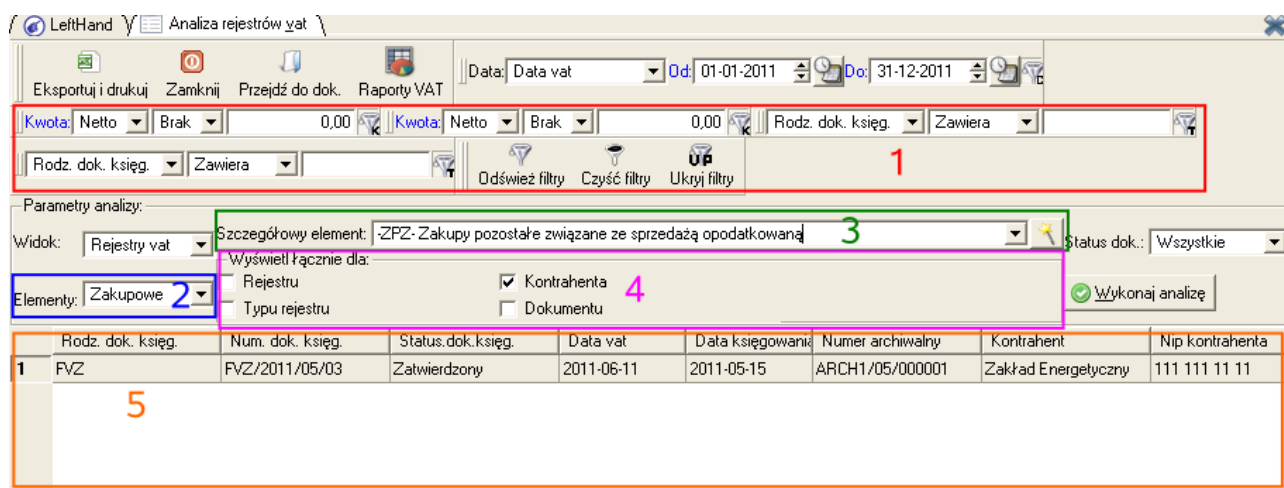 LeftHand Analiza rejestrów vat
Eksportuj i drukuj Zamknij Przejdź do dok. Raporty VAT Data: Data vat Od: 01-01-2011 Do: 31-12-2011
Kwota: Netto Brak 0,00 K Kwota: Netto Brak 0,00 K Rodz. dok. księg. Zawiera T
Rodz. dok. księg. Zawiera T Odśwież filtry Czyść filtry UP Ukryj filtry 1
Parametry analizy:
Widok: Rejestry vat Szczegółowy element: -ZPZ- Zakupy pozostałe związane ze sprzedażą opodatkowaną 3 Status dok.: Wszystkie
Wyświetl łącznie dla:
Elementy: Zakupowe 2 Rejestru Kontrahenta 4 Wykonaj analizę
Typu rejestru Dokumentu
Rodz. dok. księg. Num. dok. księg. Status.dok.księg. Data vat Data księgowania Numer archiwalny Kontrahent Nip kontrahenta
1 FVZ FVZ/2011/05/03 Zatwierdzony 2011-06-11 2011-05-15 ARCH1/05/000001 Zakład Energetyczny 111 111 11 11
5